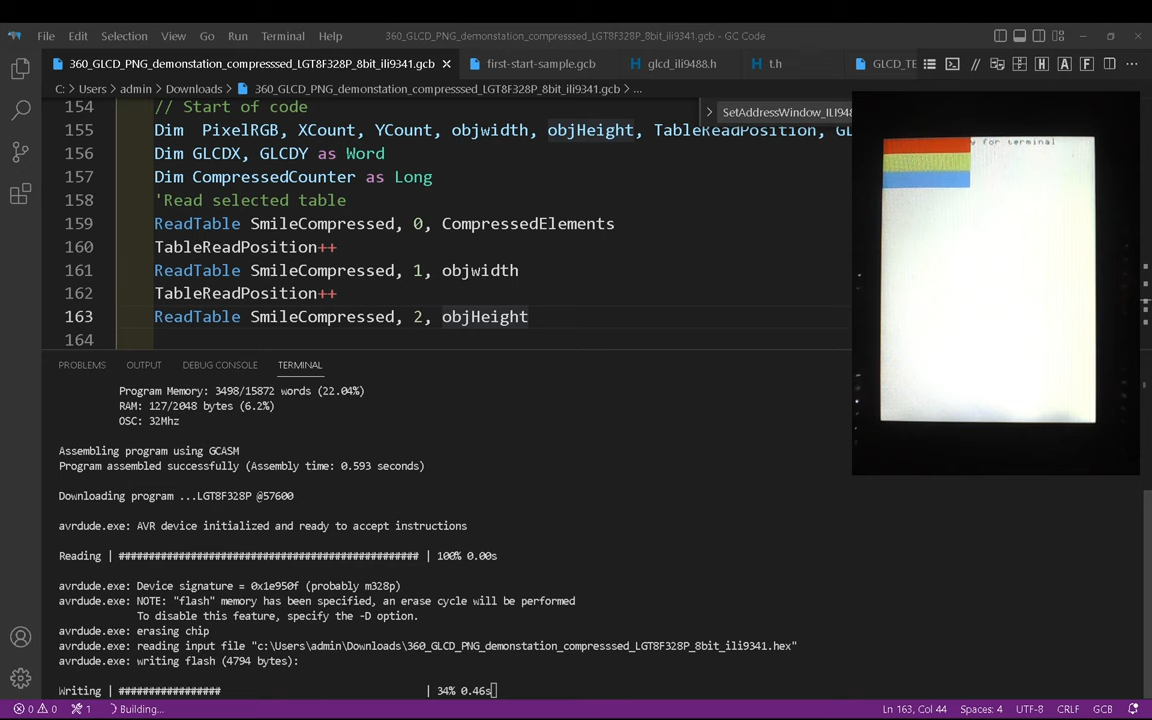 File Edit Selection View Go Run Terminal Help
360_GLCD_PNG_demonstation_compresssed_LGT8F328P_8bit_ili9341.gcb - GC Code
360_GLCD_PNG_demonstation_compresssed_LGT8F328P_8bit_ili9341.gcb first-start-sample.gcb glcd_ili9488.h t.h GLCD_TE
C: > Users > admin > Downloads > 360_GLCD_PNG_demonstation_compresssed_LGT8F328P_8bit_ili9341.gcb > ...
154 // Start of code
SetAddressWindow_ILI948
155 Dim PixelRGB, XCount, YCount, objwidth, objHeight, TableReadPosition, GL
156 Dim GLCDX, GLCDY as Word
157 Dim CompressedCounter as Long
158 'Read selected table
159 ReadTable SmileCompressed, 0, CompressedElements
160 TableReadPosition++
161 ReadTable SmileCompressed, 1, objwidth
162 TableReadPosition++
163 ReadTable SmileCompressed, 2, objHeight
164
for terminal
PROBLEMS OUTPUT DEBUG CONSOLE TERMINAL
Program Memory: 3498/15872 words (22.04%)
RAM: 127/2048 bytes (6.2%)
OSC: 32Mhz
Assembling program using GCASM
Program assembled successfully (Assembly time: 0.593 seconds)
Downloading program ...LGT8F328P @57600
avrdude.exe: AVR device initialized and ready to accept instructions
Reading | ################################################## | 100% 0.00s
avrdude.exe: Device signature = 0x1e950f (probably m328p)
avrdude.exe: NOTE: "flash" memory has been specified, an erase cycle will be performed
To disable this feature, specify the -D option.
avrdude.exe: erasing chip
avrdude.exe: reading input file "c:\Users\admin\Downloads\360_GLCD_PNG_demonstation_compresssed_LGT8F328P_8bit_ili9341.hex"
avrdude.exe: writing flash (4794 bytes):
Writing | ################# | 34% 0.46s
0 0 1 Building... Ln 163, Col 44 Spaces: 4 UTF-8 CRLF GCB